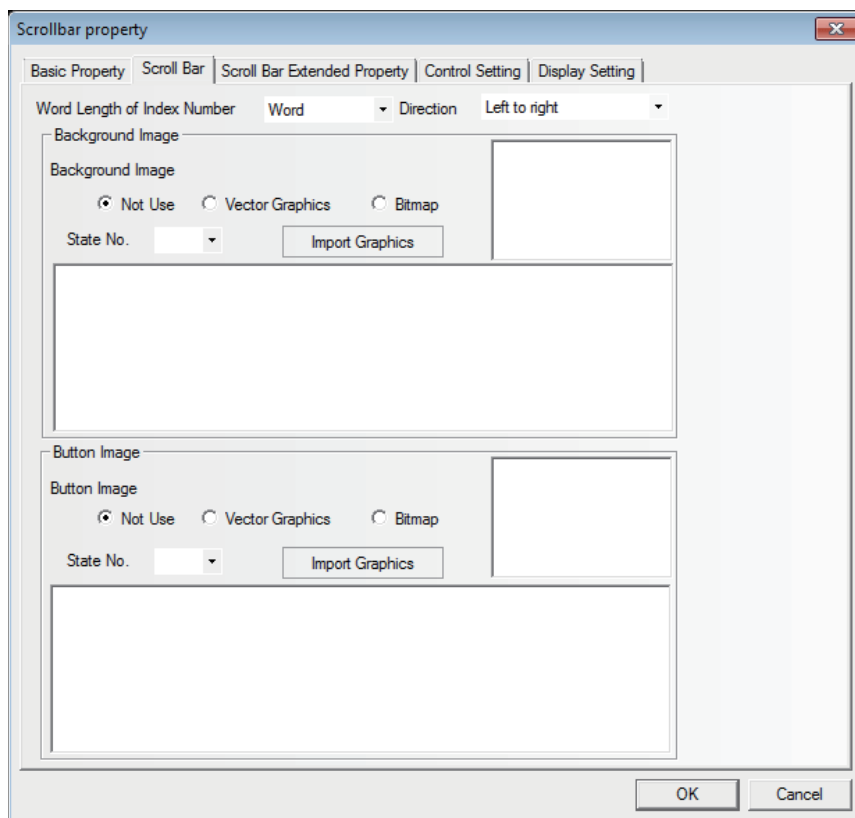 Scrollbar property
Basic Property Scroll Bar Scroll Bar Extended Property Control Setting Display Setting
Word Length of Index Number Word Direction Left to right
Background Image
Background Image
Not Use Vector Graphics Bitmap
State No. Import Graphics
Button Image
Button Image
Not Use Vector Graphics Bitmap
State No. Import Graphics
OK Cancel